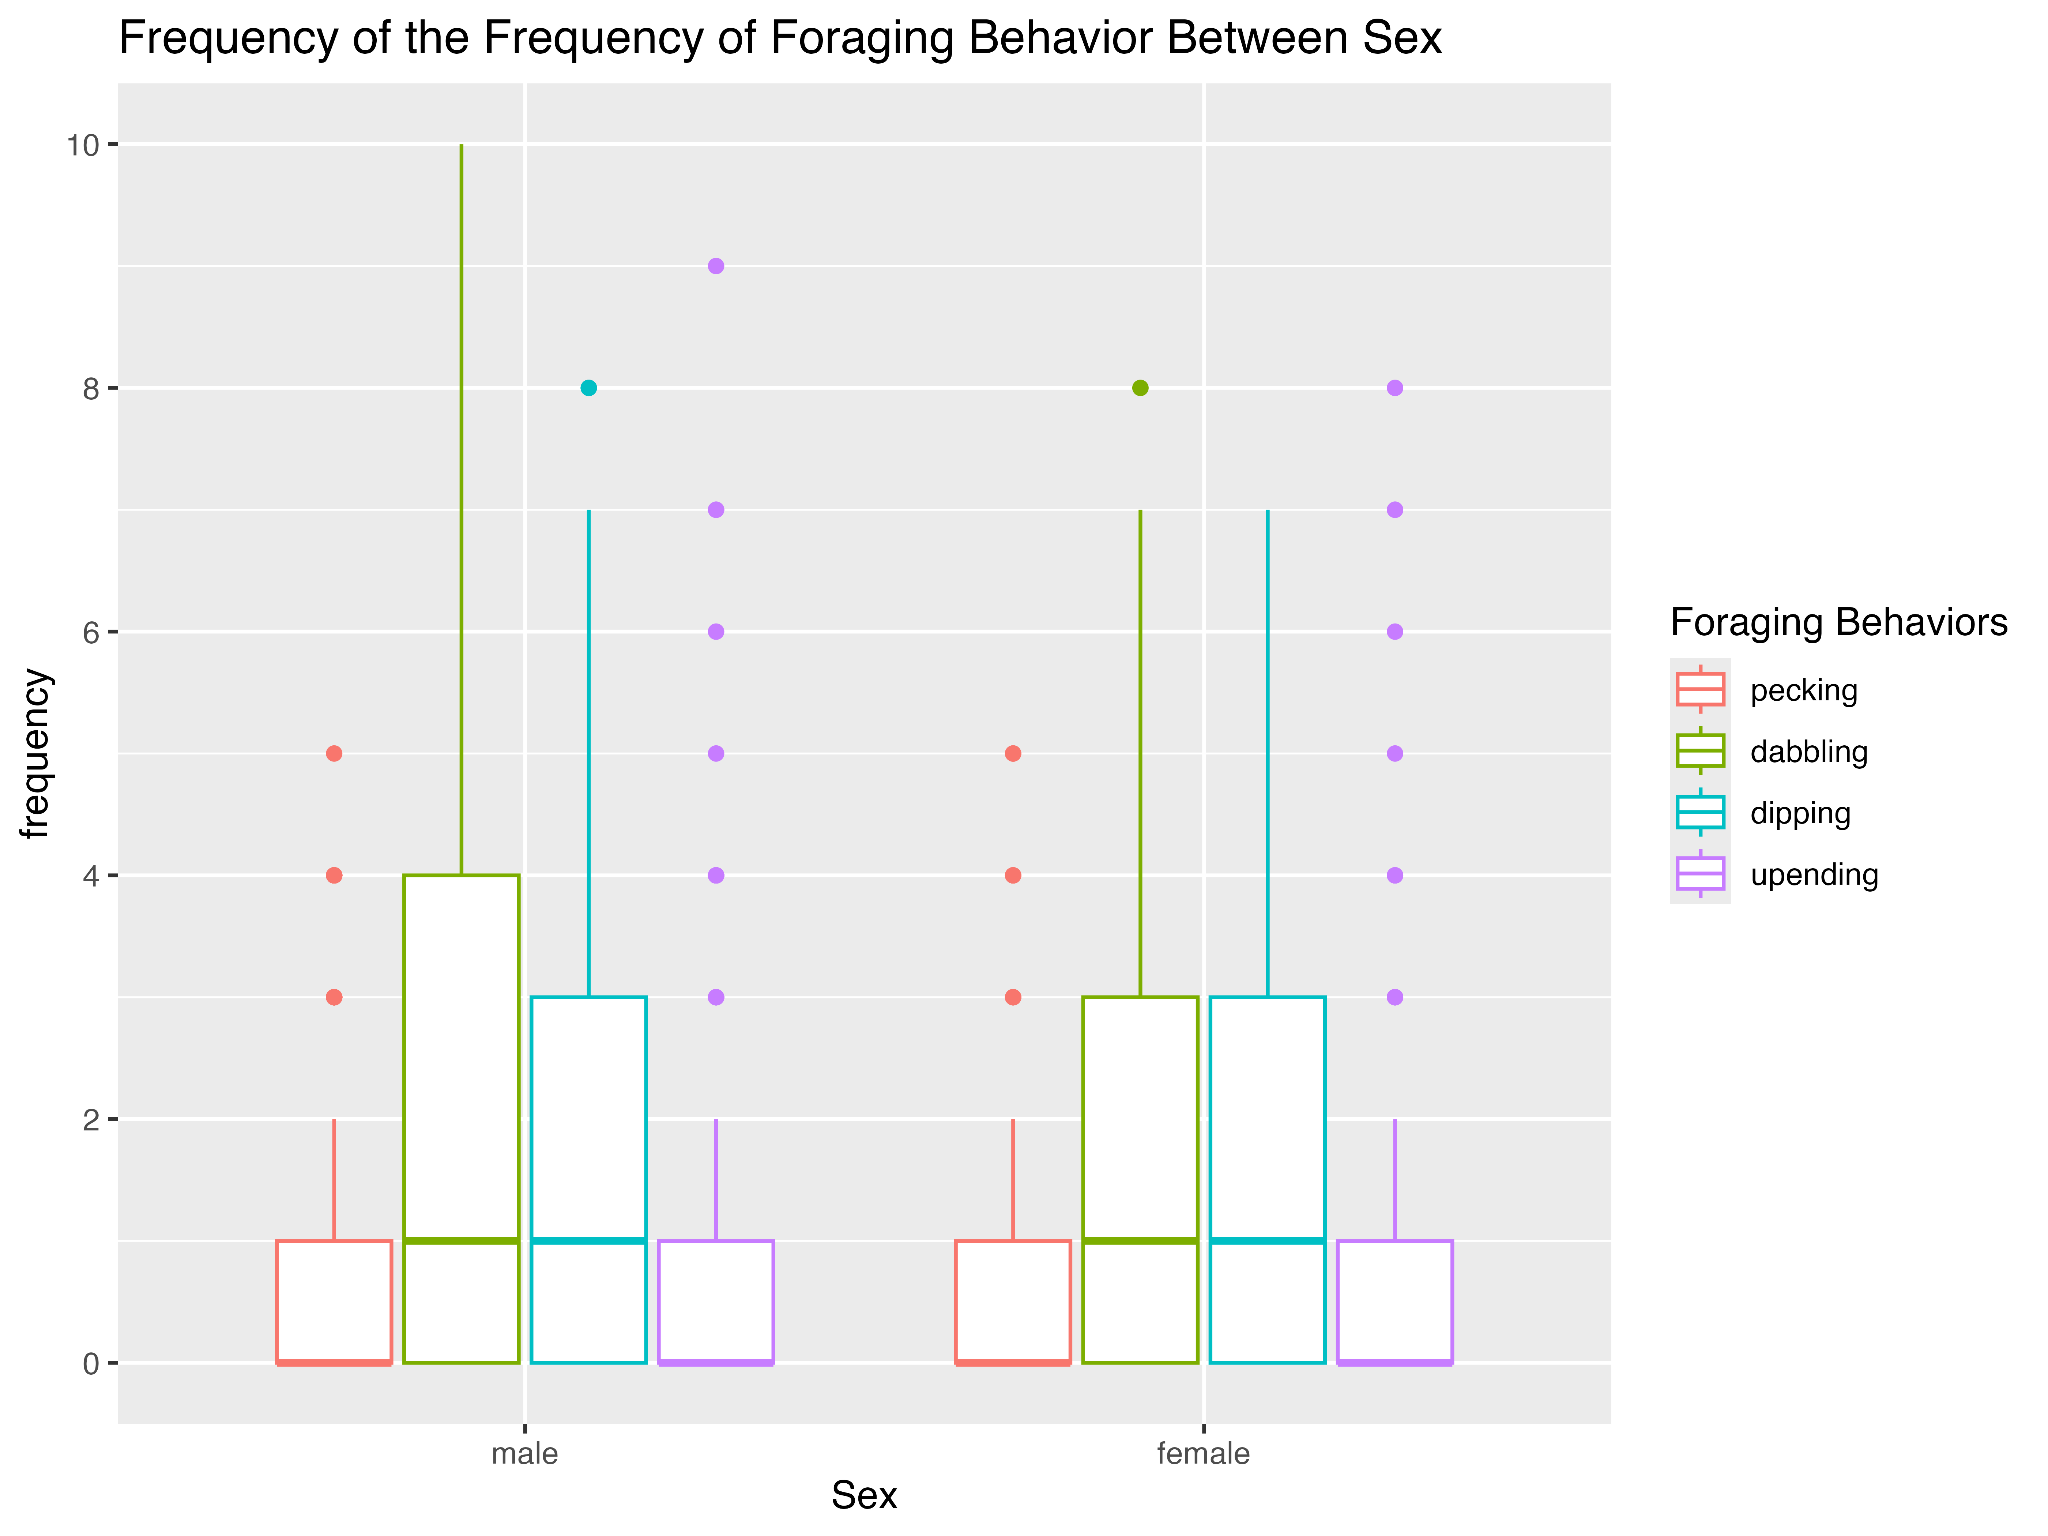 Frequency of the Frequency of Foraging Behavior Between Sex
10
8
6
4
2
0
frequency
male
female
Sex
Foraging Behaviors
pecking
dabbling
dipping
upending